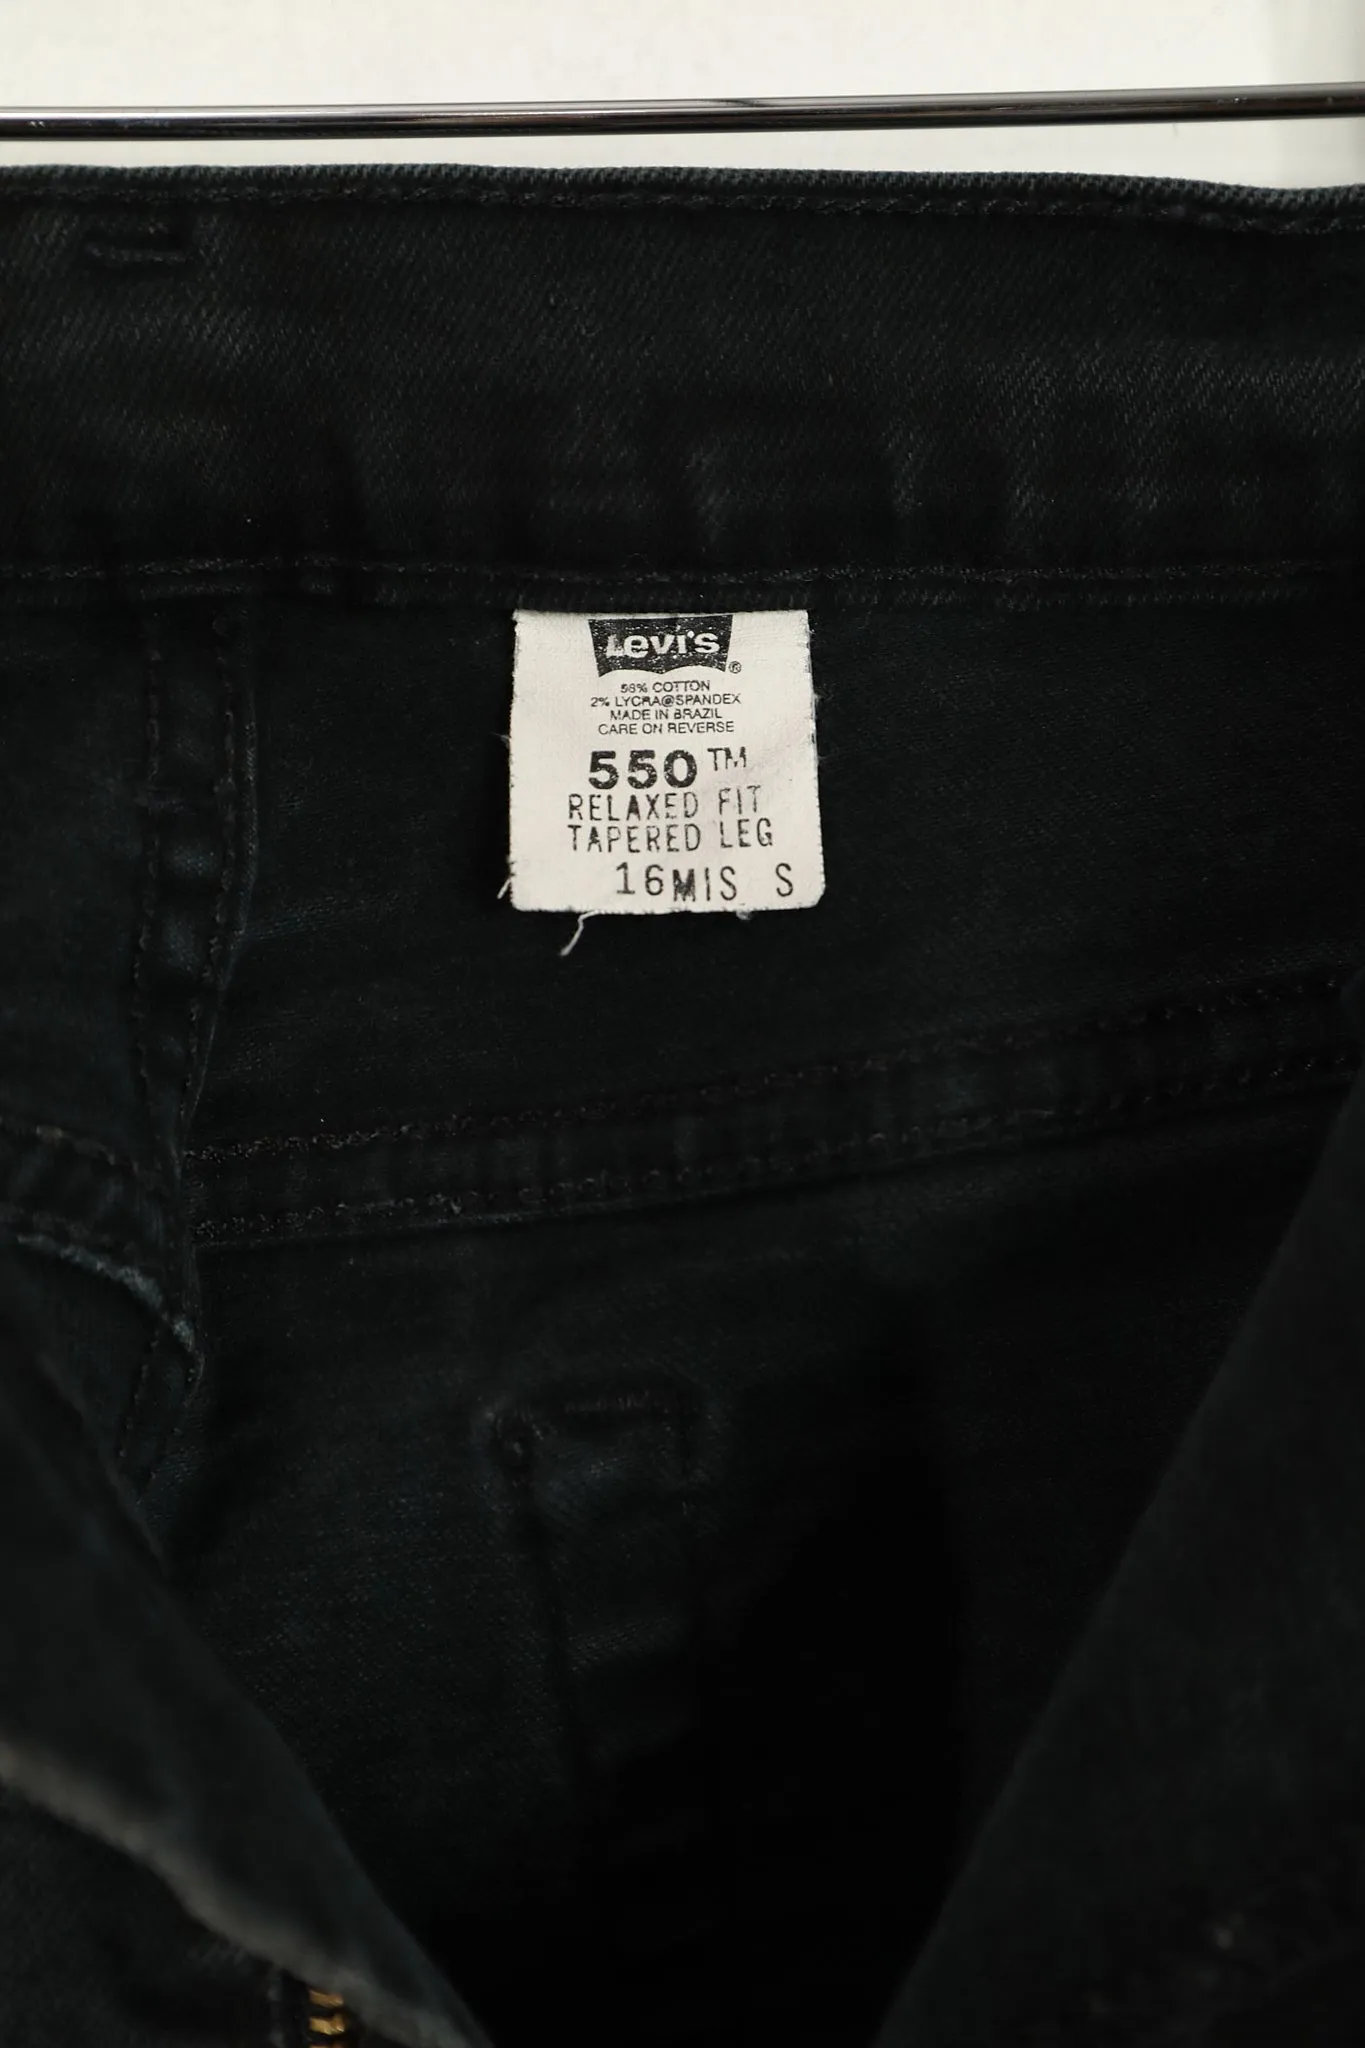 Levi's ®
98% COTTON
2% LYCRA@SPANDEX
MADE IN BRAZIL
CARE ON REVERSE
550™
RELAXED FIT
TAPERED LEG
16MIS S